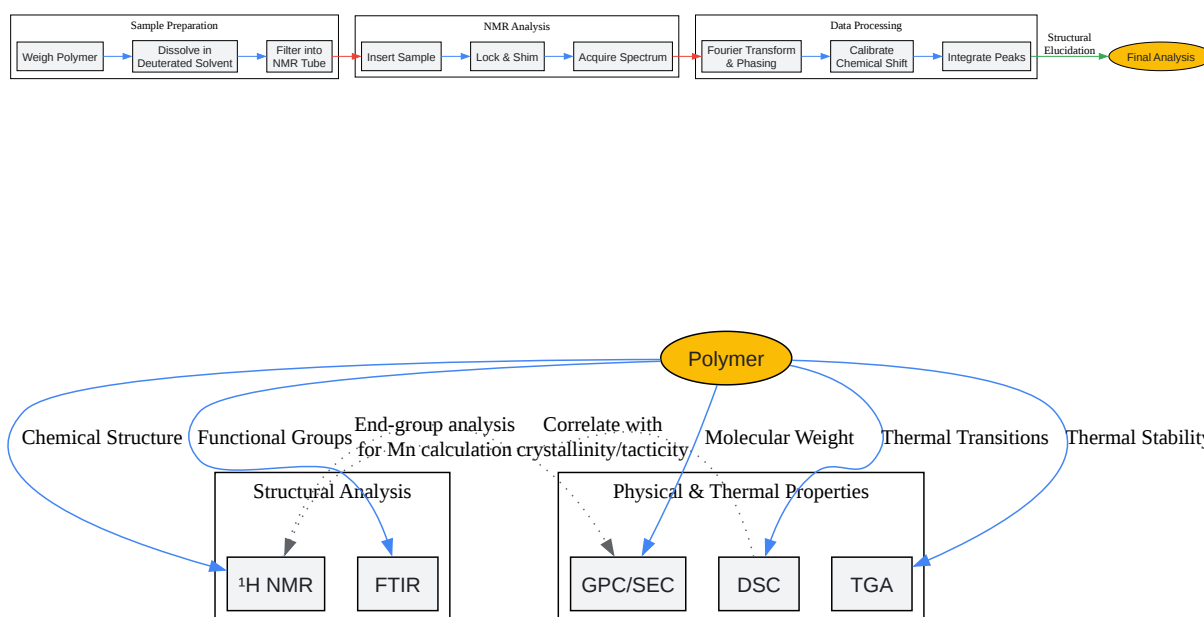 Sample Preparation
NMR Analysis
Data Processing
Weigh Polymer
Dissolve in
Deuterated Solvent
Filter into
NMR Tube
Insert Sample
Lock & Shim
Acquire Spectrum
Fourier Transform
& Phasing
Calibrate
Chemical Shift
Integrate Peaks
Structural
Elucidation
Final Analysis
Polymer
Chemical Structure
Functional Groups
End-group analysis
for Mn calculation
Correlate with
crystallinity/tacticity
Molecular Weight
Thermal Transitions
Thermal Stability
Structural Analysis
Physical & Thermal Properties
¹H NMR
FTIR
GPC/SEC
DSC
TGA